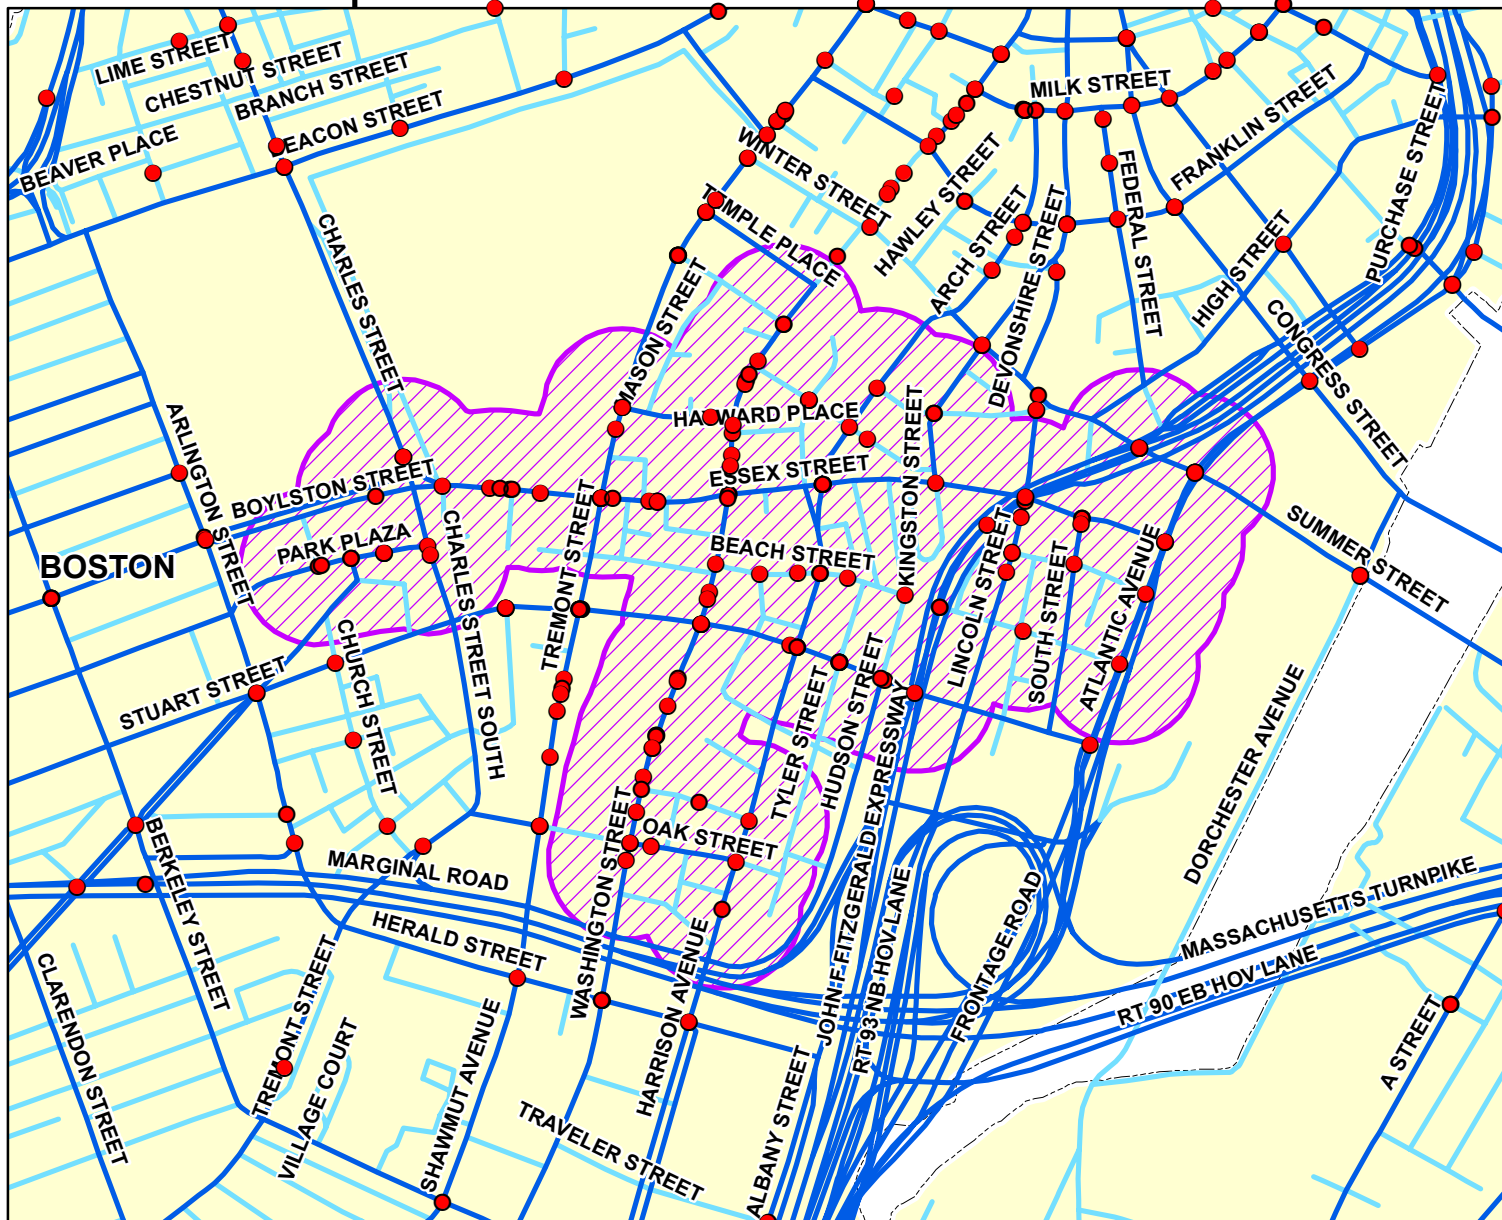 LIME STREET
CHESTNUT STREET
BRANCH STREET
BEACON STREET
BEAVER PLACE
MILK STREET
WINTER STREET
HAWLEY STREET
FRANKLIN STREET
FEDERAL STREET
PURCHASE STREET
TEMPLE PLACE
ARCH STREET
DEVONSHIRE STREET
HIGH STREET
CHARLES STREET
MASON STREET
CONGRESS STREET
ARLINGTON STREET
HAYWARD PLACE
KINGSTON STREET
BOYLSTON STREET
ESSEX STREET
PARK PLAZA
CHARLES STREET SOUTH
TREMONT STREET
BEACH STREET
LINCOLN STREET
SOUTH STREET
ATLANTIC AVENUE
SUMMER STREET
BOSTON
STUART STREET
CHURCH STREET
TYLER STREET
HUDSON STREET
JOHN F FITZGERALD EXPRESSWAY
DORCHESTER AVENUE
BERKELEY STREET
MARGINAL ROAD
WASHINGTON STREET
OAK STREET
RT 93 NB HOV LANE
FRONTAGE ROAD
MASSACHUSETTS TURNPIKE
RT 90 EB HOV LANE
HERALD STREET
HARRISON AVENUE
CLARENDON STREET
TREMONT STREET
VILLAGE COURT
SHAWMUT AVENUE
TRAVELER STREET
ALBANY STREET
A STREET